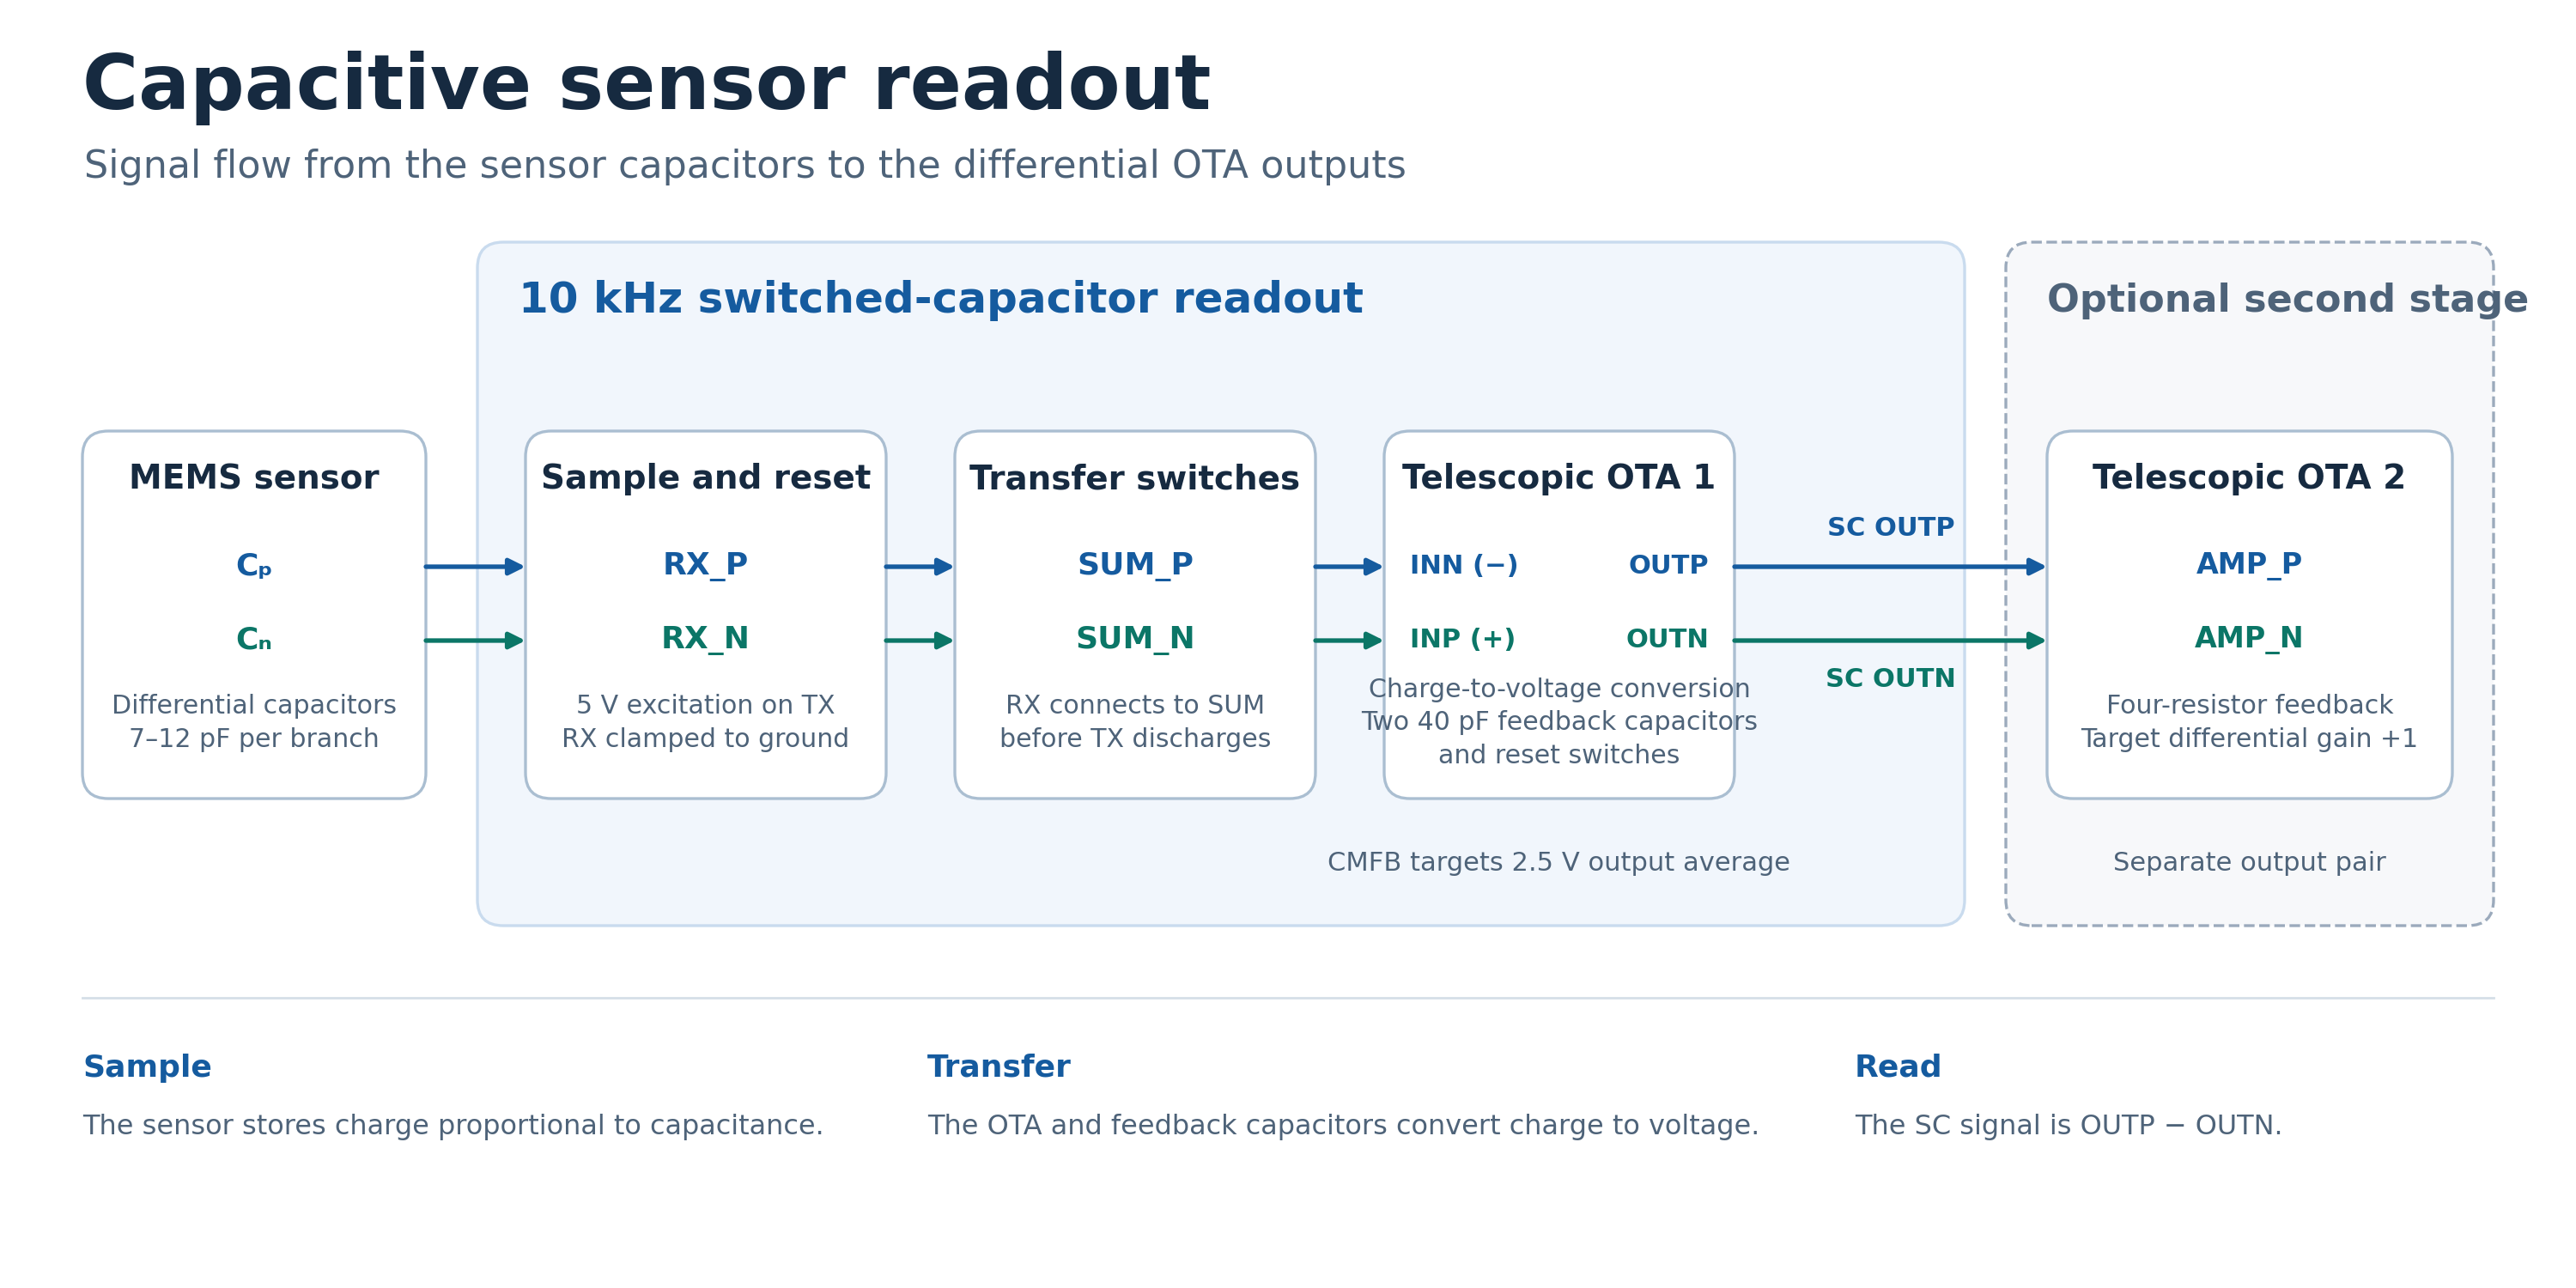 Capacitive sensor readout
Signal flow from the sensor capacitors to the differential OTA outputs
10 kHz switched-capacitor readout
Optional second stage
MEMS sensor
Cₚ
Cₙ
Differential capacitors
7–12 pF per branch
Sample and reset
RX_P
RX_N
5 V excitation on TX
RX clamped to ground
Transfer switches
SUM_P
SUM_N
RX connects to SUM
before TX discharges
Telescopic OTA 1
INN (−) OUTP
INP (+) OUTN
Charge-to-voltage conversion
Two 40 pF feedback capacitors
and reset switches
CMFB targets 2.5 V output average
SC OUTP
SC OUTN
Telescopic OTA 2
AMP_P
AMP_N
Four-resistor feedback
Target differential gain +1
Separate output pair
Sample
The sensor stores charge proportional to capacitance.
Transfer
The OTA and feedback capacitors convert charge to voltage.
Read
The SC signal is OUTP − OUTN.